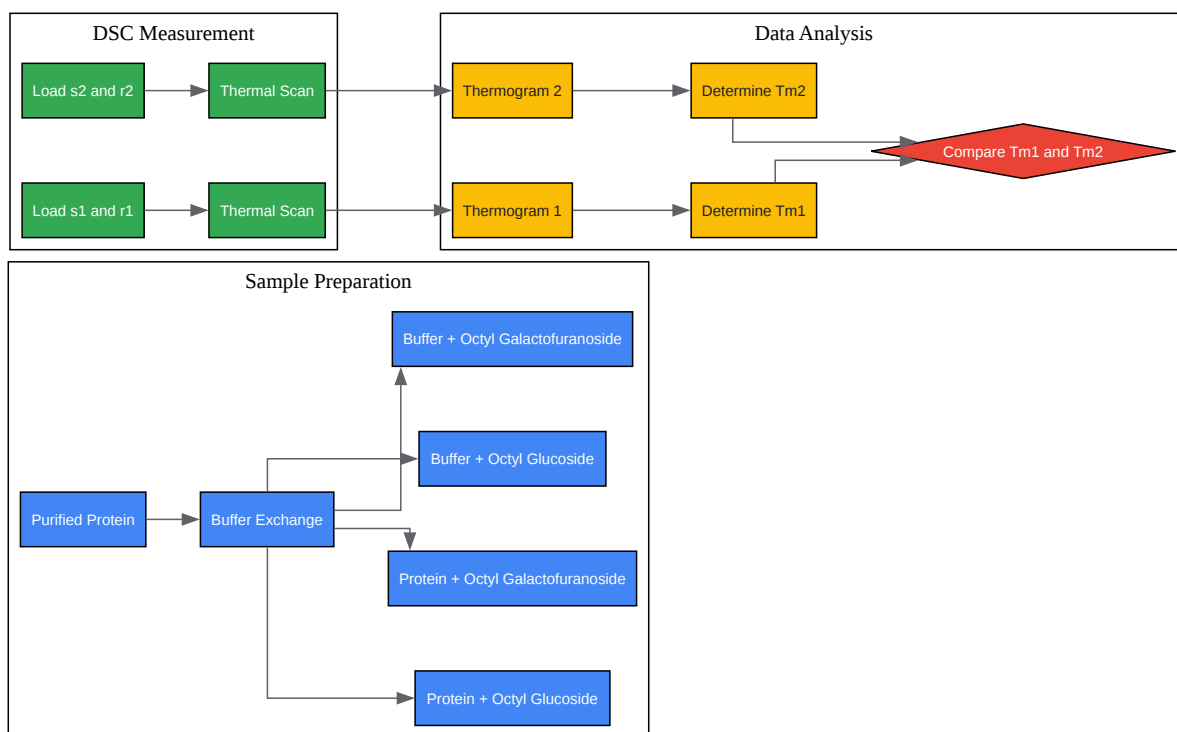 DSC Measurement
Load s2 and r2
Thermal Scan
Load s1 and r1
Thermal Scan
Data Analysis
Thermogram 2
Determine Tm2
Compare Tm1 and Tm2
Thermogram 1
Determine Tm1
Sample Preparation
Buffer + Octyl Galactofuranoside
Buffer + Octyl Glucoside
Purified Protein
Buffer Exchange
Protein + Octyl Galactofuranoside
Protein + Octyl Glucoside